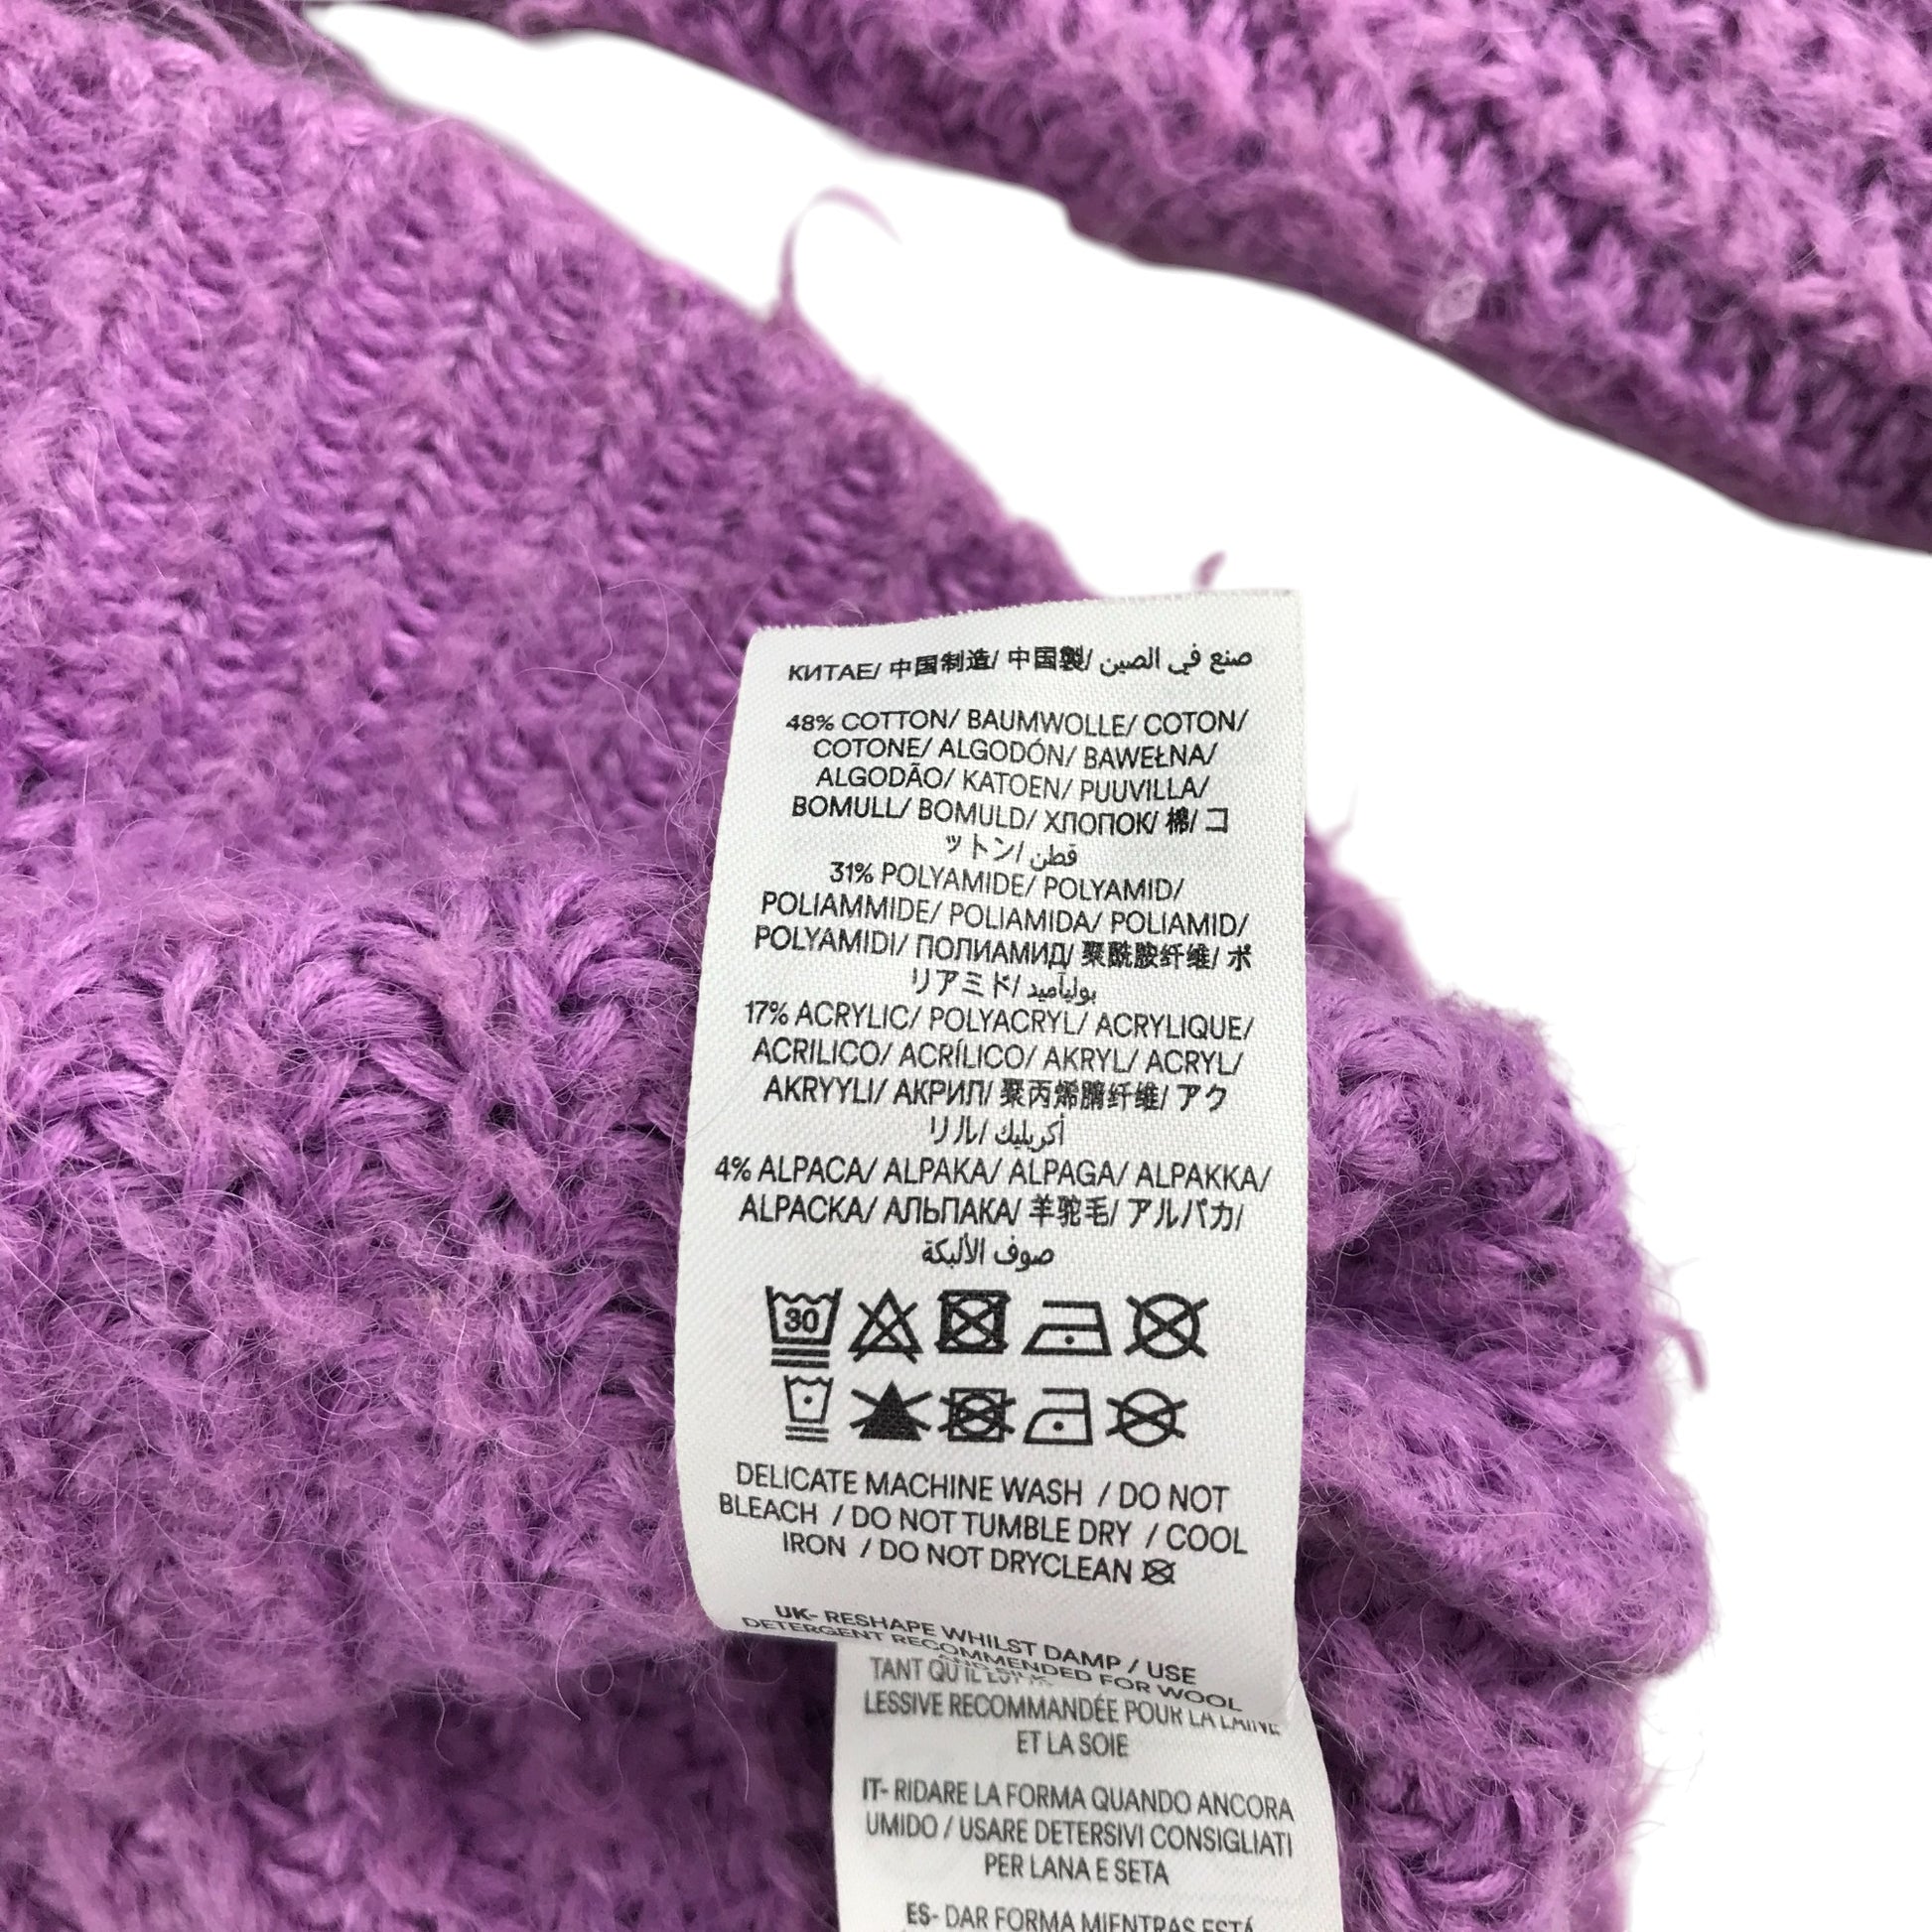 КИТАЕ/ 中国制造/ 中国製/ صنع في الصين
48% COTTON/ BAUMWOLLE/ COTON/
COTONE/ ALGODÓN/ BAWEŁNA/
ALGODÃO/ KATOEN/ PUUVILLA/
BOMULL/ BOMULD/ ХЛОПОК/ 棉/ コ
ットン/ قطن
31% POLYAMIDE/ POLYAMID/
POLIAMMIDE/ POLIAMIDA/ POLIAMID/
POLYAMIDI/ ПОЛИАМИД/ 聚酰胺纤维/ ポ
リアミド/ بولیآمید
17% ACRYLIC/ POLYACRYL/ ACRYLIQUE/
ACRILICO/ ACRÍLICO/ AKRYL/ ACRYL/
AKRYYLI/ АКРИЛ/ 聚丙烯腈纤维/ アク
リル/ أكريليك
4% ALPACA/ ALPAKA/ ALPAGA/ ALPAKKA/
ALPACKA/ АЛЬПАКА/ 羊驼毛/ アルパカ/
صوف الألبكة
30
DELICATE MACHINE WASH / DO NOT
BLEACH / DO NOT TUMBLE DRY / COOL
IRON / DO NOT DRYCLEAN
UK- RESHAPE WHILST DAMP / USE
DETERGENT RECOMMENDED FOR WOOL
AND SILK
TANT QU'IL
LESSIVE RECOMMANDÉE POUR LA LAINE
ET LA SOIE
IT- RIDARE LA FORMA QUANDO ANCORA
UMIDO / USARE DETERSIVI CONSIGLIATI
PER LANA E SETA
ES- DAR FORMA MIENTRAS ESTÁ